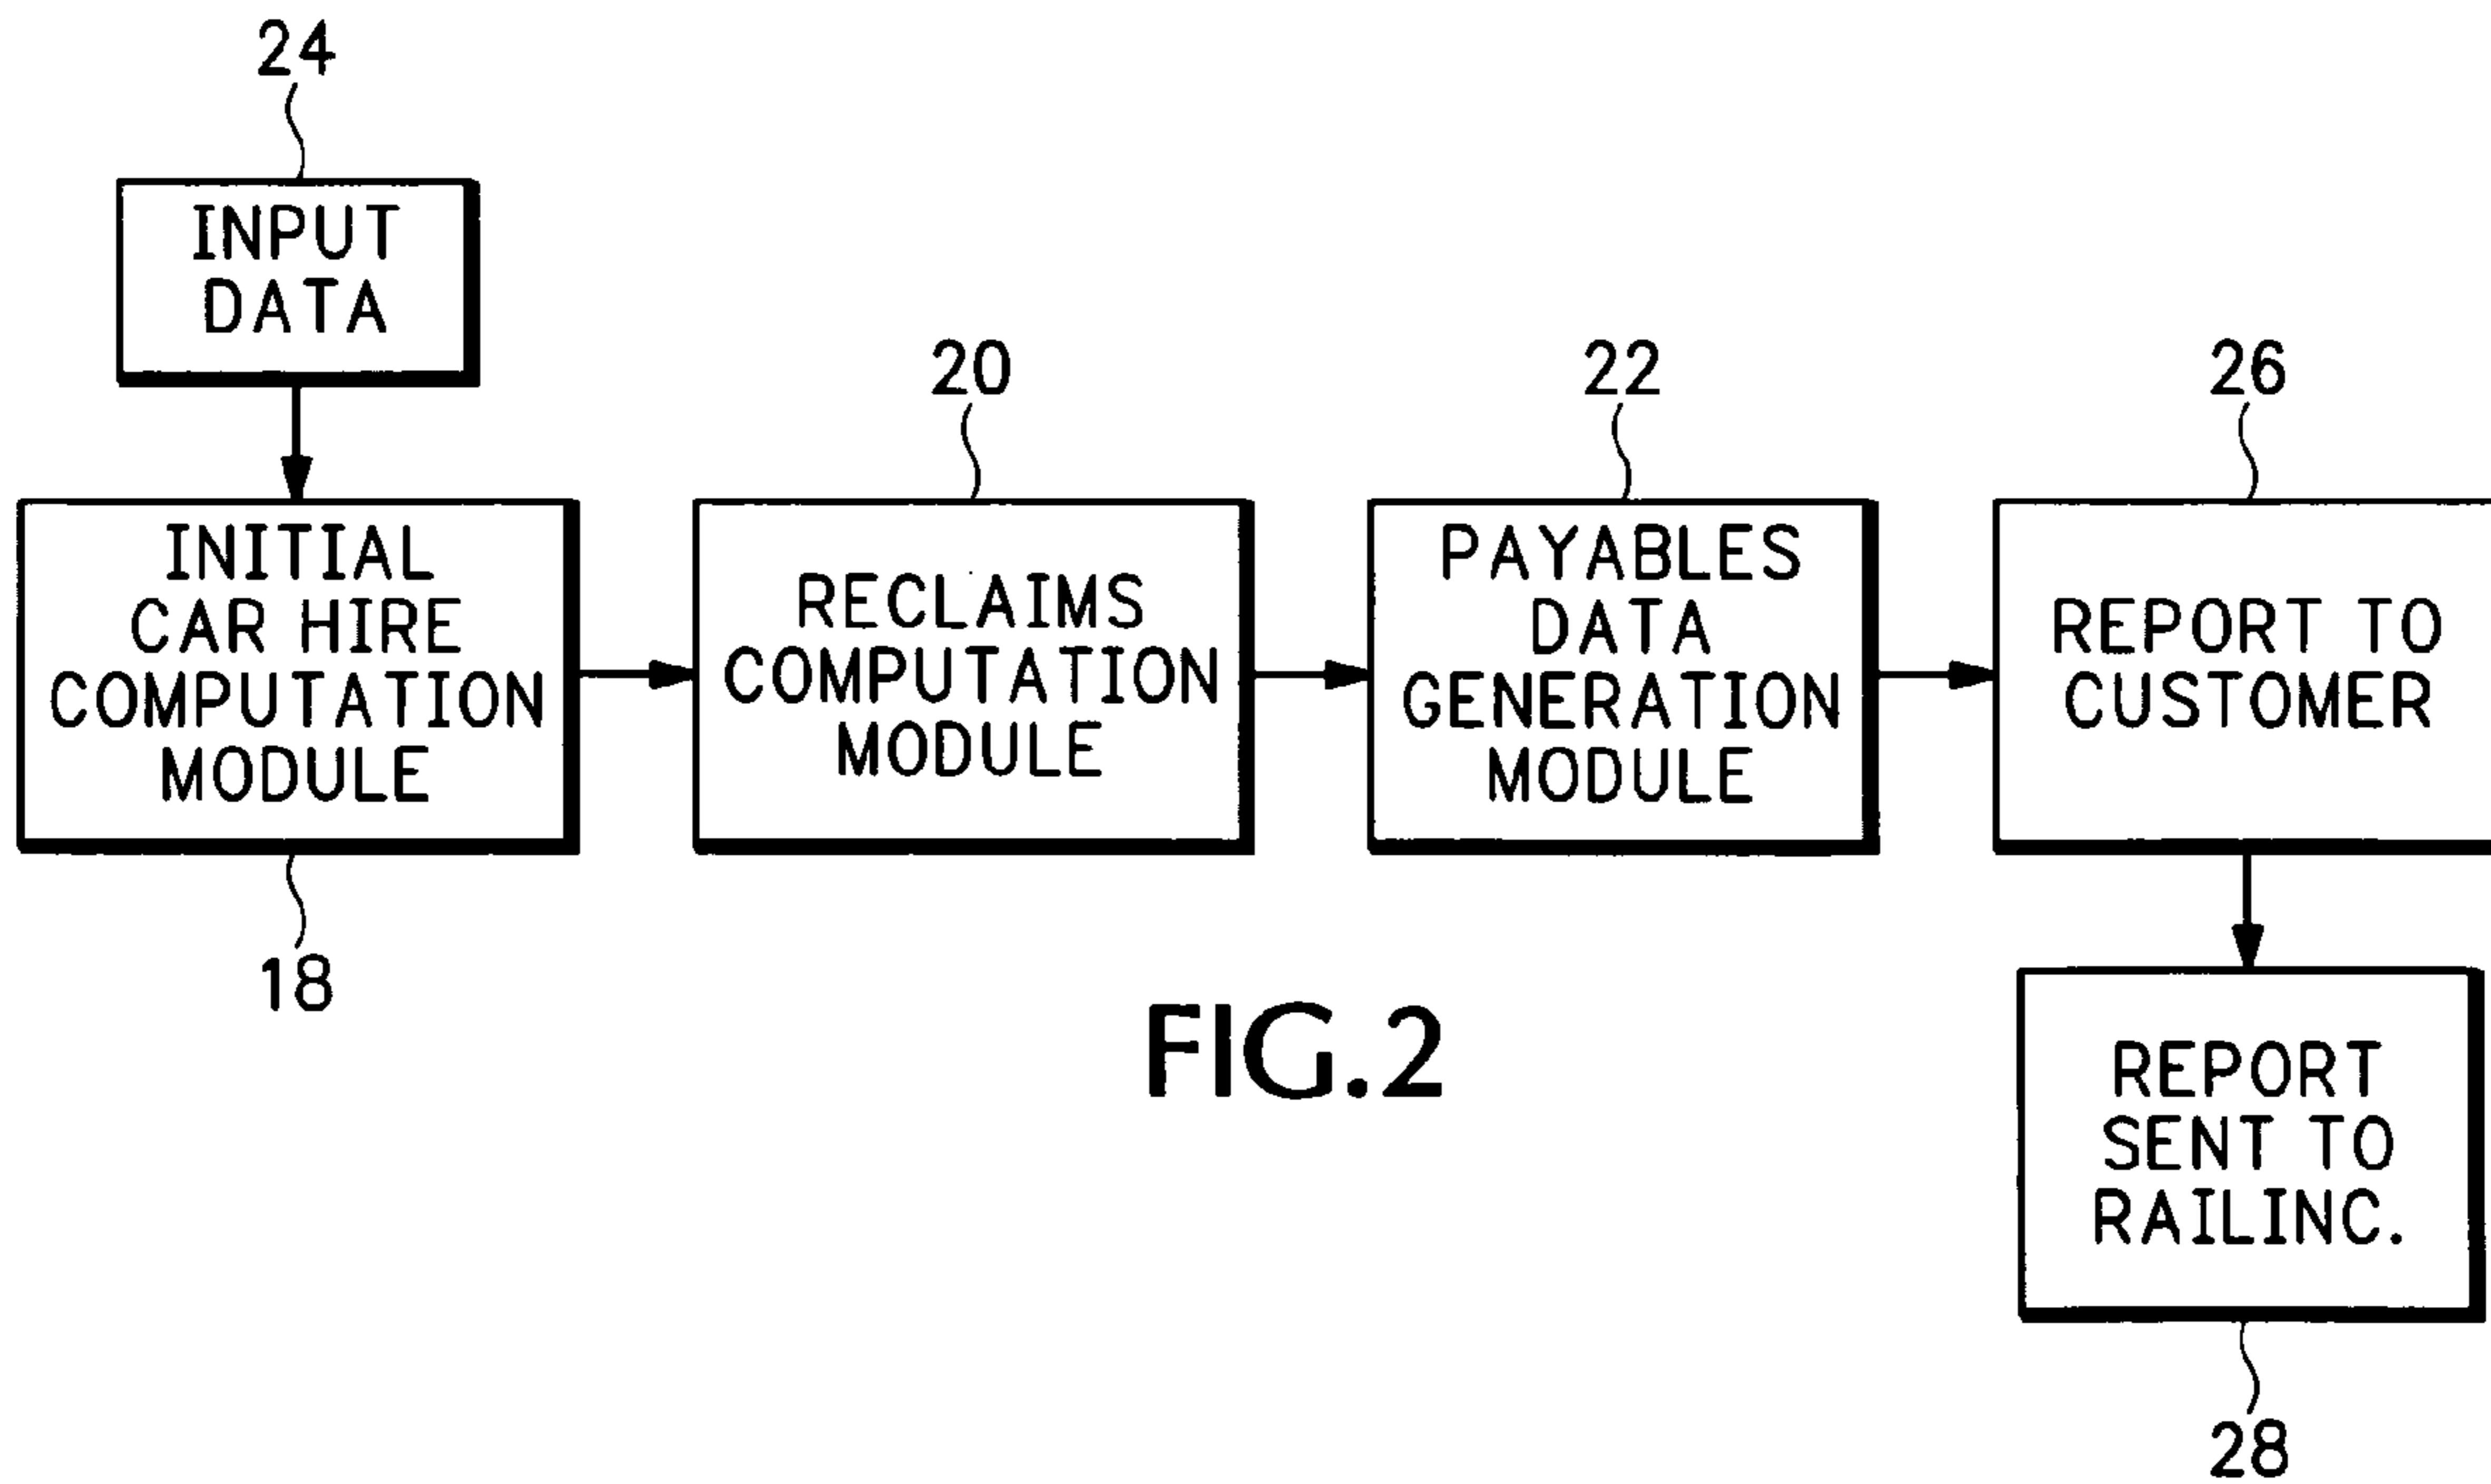 24
INPUT
DATA
20
22
26
INITIAL
CAR HIRE
COMPUTATION
MODULE
RECLAIMS
COMPUTATION
MODULE
PAYABLES
DATA
GENERATION
MODULE
REPORT TO
CUSTOMER
18
FIG.2
REPORT
SENT TO
RAILINC.
28